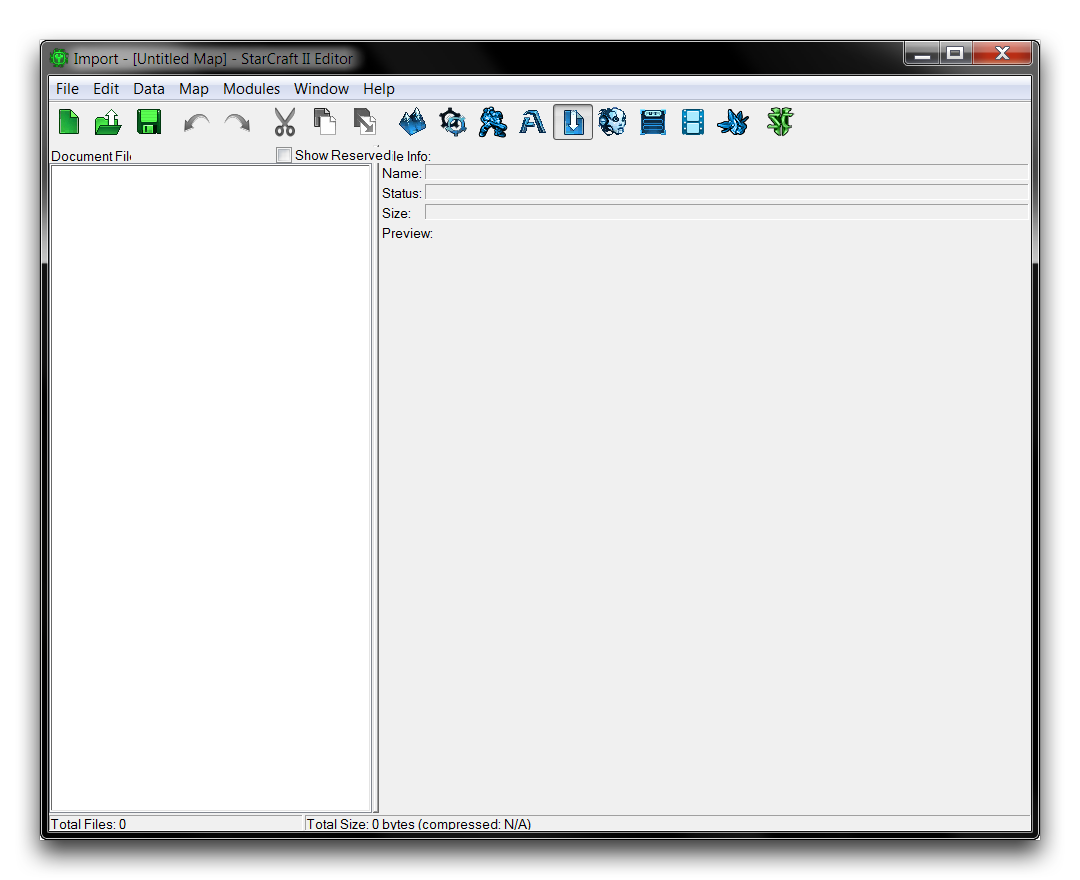 Import - [Untitled Map] - StarCraft II Editor
File Edit Data Map Modules Window Help
Document Fil Show Reserved le Info:
Name:
Status:
Size:
Preview:
Total Files: 0 Total Size: 0 bytes (compressed: N/A)